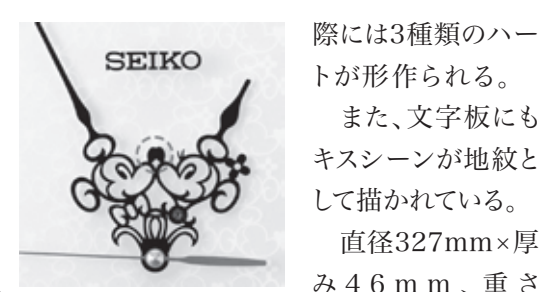 SEIKO
際には3種類のハー
トが形作られる。
また、文字板にも
キスシーンが地紋と
して描かれている。
直径327mm×厚
み46mm、重さ